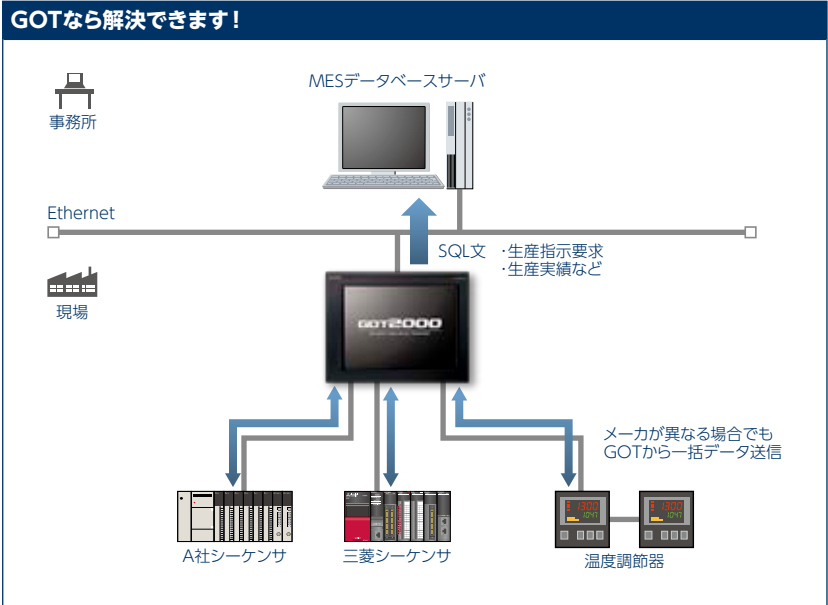 GOTなら解決できます!
MESデータベースサーバ
事務所
Ethernet
SQL文 ・生産指示要求
・生産実績など
現場
GOT2000
メーカが異なる場合でも
GOTから一括データ送信
A社シーケンサ
三菱シーケンサ
温度調節器